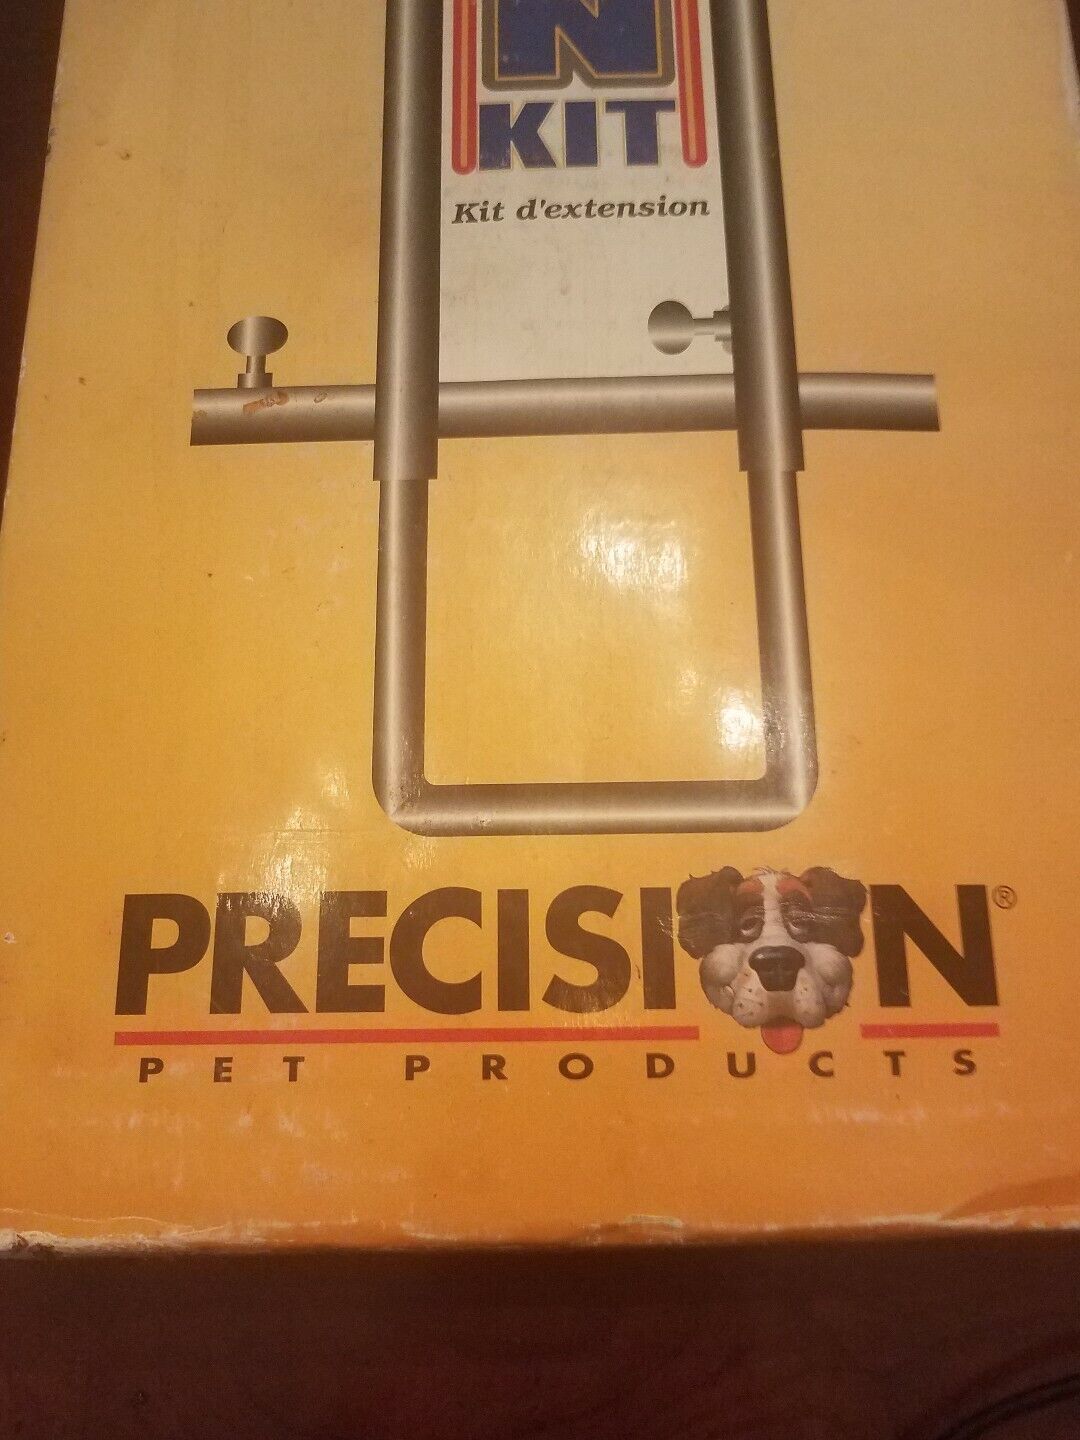 N
KIT
Kit d'extension
PRECISION®
PET PRODUCTS